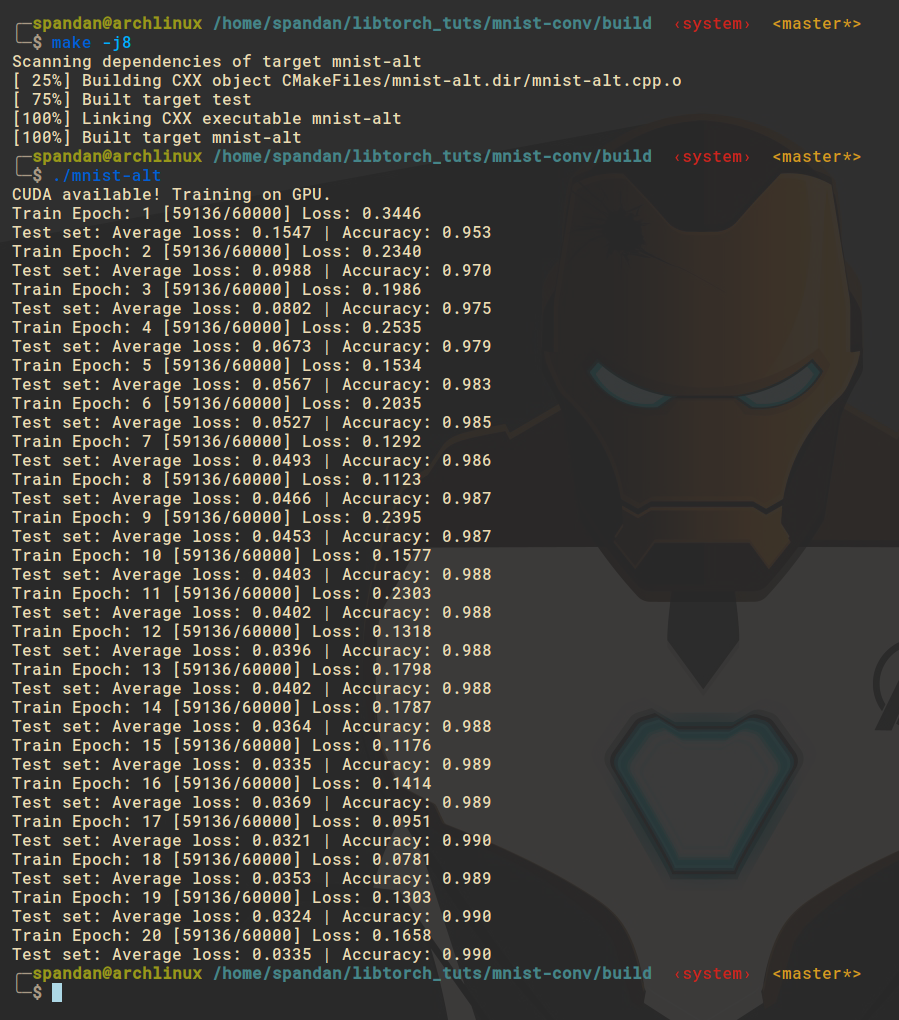 ╭─spandan@archlinux /home/spandan/libtorch_tuts/mnist-conv/build ‹system› <master*>
╰─$ make -j8
Scanning dependencies of target mnist-alt
[ 25%] Building CXX object CMakeFiles/mnist-alt.dir/mnist-alt.cpp.o
[ 75%] Built target test
[100%] Linking CXX executable mnist-alt
[100%] Built target mnist-alt
╭─spandan@archlinux /home/spandan/libtorch_tuts/mnist-conv/build ‹system› <master*>
╰─$ ./mnist-alt
CUDA available! Training on GPU.
Train Epoch: 1 [59136/60000] Loss: 0.3446
Test set: Average loss: 0.1547 | Accuracy: 0.953
Train Epoch: 2 [59136/60000] Loss: 0.2340
Test set: Average loss: 0.0988 | Accuracy: 0.970
Train Epoch: 3 [59136/60000] Loss: 0.1986
Test set: Average loss: 0.0802 | Accuracy: 0.975
Train Epoch: 4 [59136/60000] Loss: 0.2535
Test set: Average loss: 0.0673 | Accuracy: 0.979
Train Epoch: 5 [59136/60000] Loss: 0.1534
Test set: Average loss: 0.0567 | Accuracy: 0.983
Train Epoch: 6 [59136/60000] Loss: 0.2035
Test set: Average loss: 0.0527 | Accuracy: 0.985
Train Epoch: 7 [59136/60000] Loss: 0.1292
Test set: Average loss: 0.0493 | Accuracy: 0.986
Train Epoch: 8 [59136/60000] Loss: 0.1123
Test set: Average loss: 0.0466 | Accuracy: 0.987
Train Epoch: 9 [59136/60000] Loss: 0.2395
Test set: Average loss: 0.0453 | Accuracy: 0.987
Train Epoch: 10 [59136/60000] Loss: 0.1577
Test set: Average loss: 0.0403 | Accuracy: 0.988
Train Epoch: 11 [59136/60000] Loss: 0.2303
Test set: Average loss: 0.0402 | Accuracy: 0.988
Train Epoch: 12 [59136/60000] Loss: 0.1318
Test set: Average loss: 0.0396 | Accuracy: 0.988
Train Epoch: 13 [59136/60000] Loss: 0.1798
Test set: Average loss: 0.0402 | Accuracy: 0.988
Train Epoch: 14 [59136/60000] Loss: 0.1787
Test set: Average loss: 0.0364 | Accuracy: 0.988
Train Epoch: 15 [59136/60000] Loss: 0.1176
Test set: Average loss: 0.0335 | Accuracy: 0.989
Train Epoch: 16 [59136/60000] Loss: 0.1414
Test set: Average loss: 0.0369 | Accuracy: 0.989
Train Epoch: 17 [59136/60000] Loss: 0.0951
Test set: Average loss: 0.0321 | Accuracy: 0.990
Train Epoch: 18 [59136/60000] Loss: 0.0781
Test set: Average loss: 0.0353 | Accuracy: 0.989
Train Epoch: 19 [59136/60000] Loss: 0.1303
Test set: Average loss: 0.0324 | Accuracy: 0.990
Train Epoch: 20 [59136/60000] Loss: 0.1658
Test set: Average loss: 0.0335 | Accuracy: 0.990
╭─spandan@archlinux /home/spandan/libtorch_tuts/mnist-conv/build ‹system› <master*>
╰─$